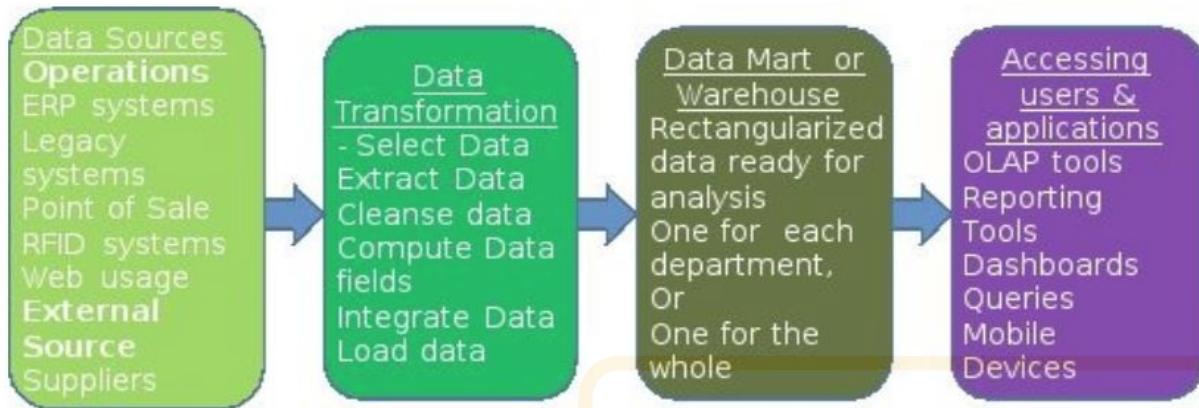 Data Sources
Operations
ERP systems
Legacy
systems
Point of Sale
RFID systems
Web usage
External
Source
Suppliers
Data
Transformation
- Select Data
Extract Data
Cleanse data
Compute Data
fields
Integrate Data
Load data
Data Mart or
Warehouse
Rectangularized
data ready for
analysis
One for each
department,
Or
One for the
whole
Accessing
users &
applications
OLAP tools
Reporting
Tools
Dashboards
Queries
Mobile
Devices